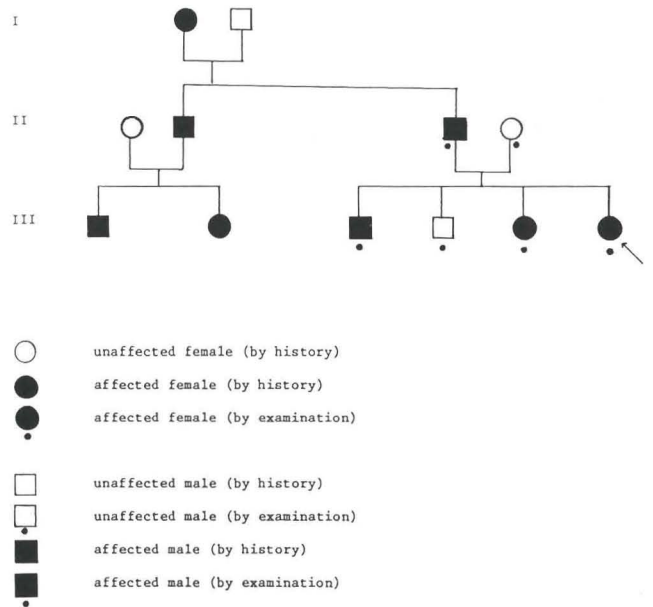 I
II
III
unaffected female (by history)
affected female (by history)
affected female (by examination)
unaffected male (by history)
unaffected male (by examination)
affected male (by history)
affected male (by examination)